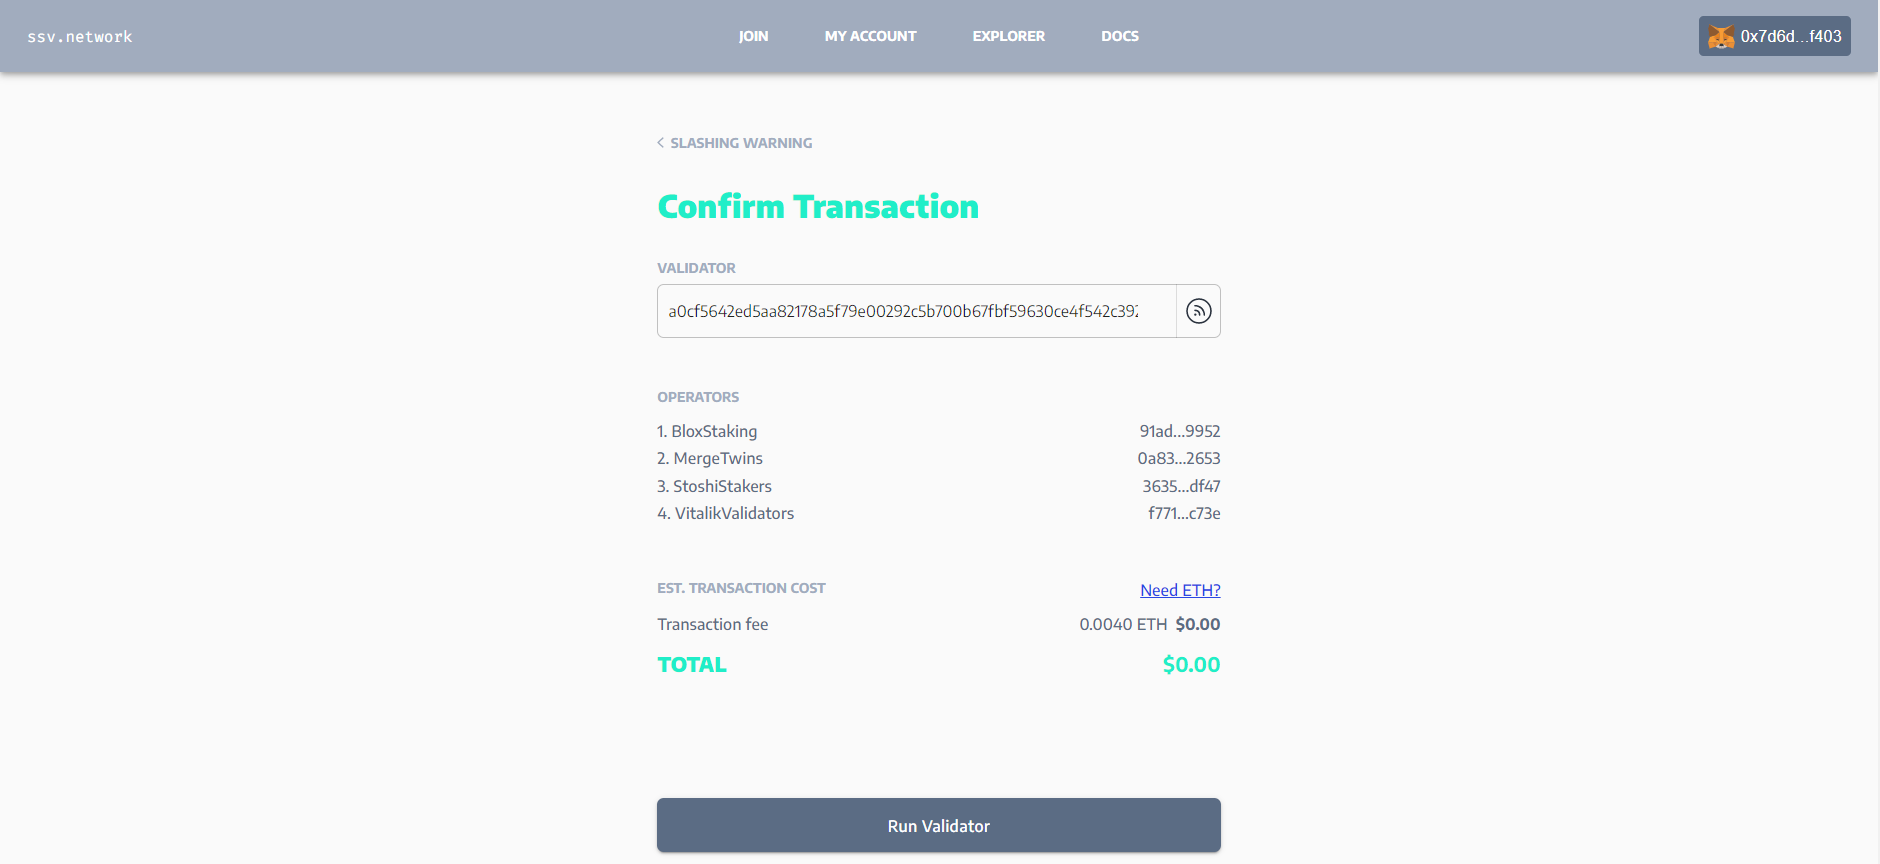 ssv.network
JOIN MY ACCOUNT EXPLORER DOCS
0x7d6d...f403
SLASHING WARNING
Confirm Transaction
VALIDATOR
a0cf5642ed5aa82178a5f79e00292c5b700b67fbf59630ce4f542c392
OPERATORS
1. BloxStaking 91ad...9952
2. MergeTwins 0a83...2653
3. StoshiStakers 3635...df47
4. VitalikValidators f771...c73e
EST. TRANSACTION COST Need ETH?
Transaction fee 0.0040 ETH $0.00
TOTAL $0.00
Run Validator